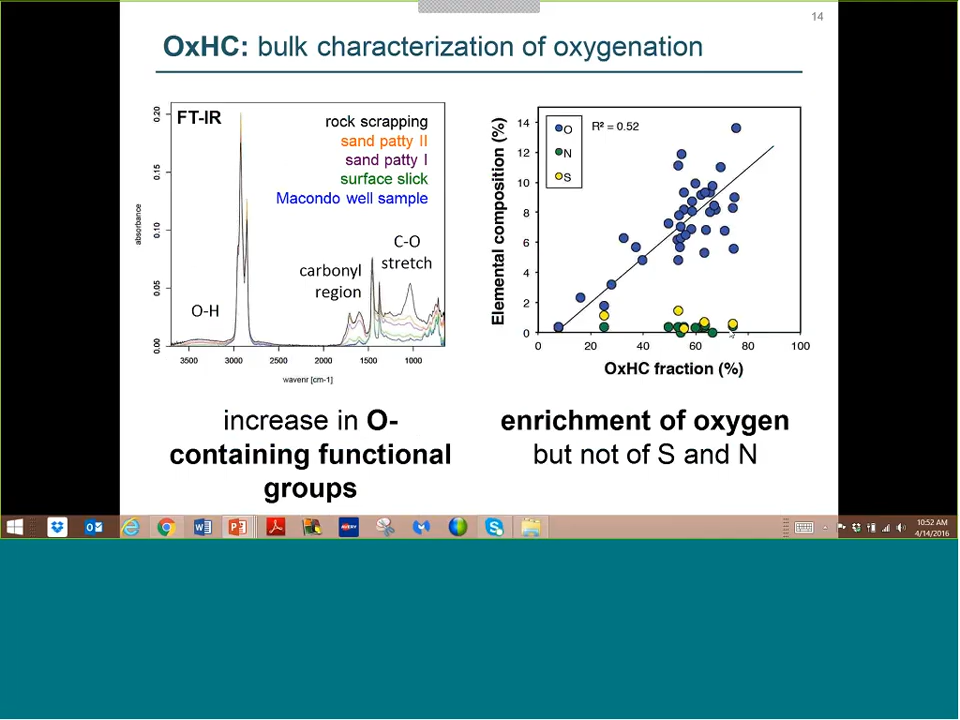 14
OxHC: bulk characterization of oxygenation
FT-IR
rock scrapping
sand patty II
sand patty I
surface slick
Macondo well sample
C-O
stretch
carbonyl
region
O-H
absorbance
0.20
0.15
0.10
0.05
0.00
3500 3000 2500 2000 1500 1000
wavenr [cm-1]
Elemental composition (%)
14
12
10
8
6
4
2
0
O
N
S
R² = 0.52
0 20 40 60 80 100
OxHC fraction (%)
increase in O-
containing functional
groups
enrichment of oxygen
but not of S and N
AVERY
10:52 AM
4/14/2016